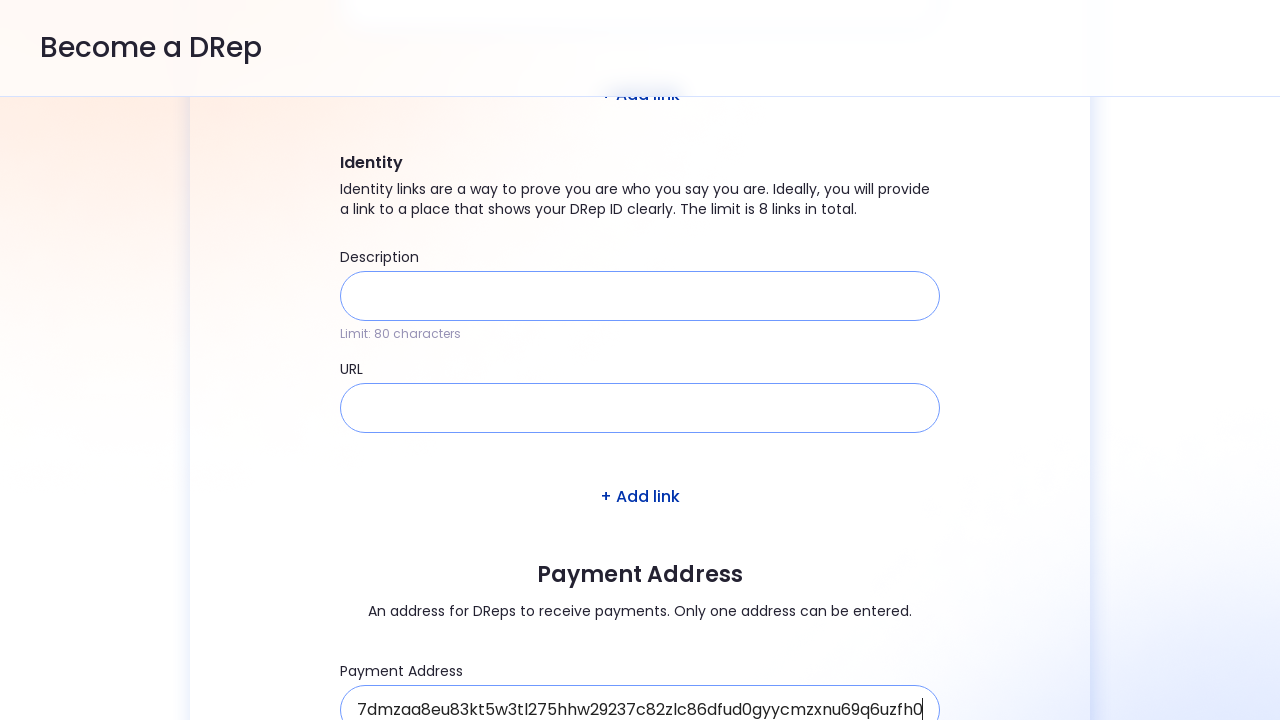 Become a DRep
+ Add link
Identity
Identity links are a way to prove you are who you say you are. Ideally, you will provide
a link to a place that shows your DRep ID clearly. The limit is 8 links in total.
Description
Limit: 80 characters
URL
+ Add link
Payment Address
An address for DReps to receive payments. Only one address can be entered.
Payment Address
7dmzaa8eu83kt5w3tl275hhw29237c82zlc86dfud0gyycmzxnu69q6uzfh0